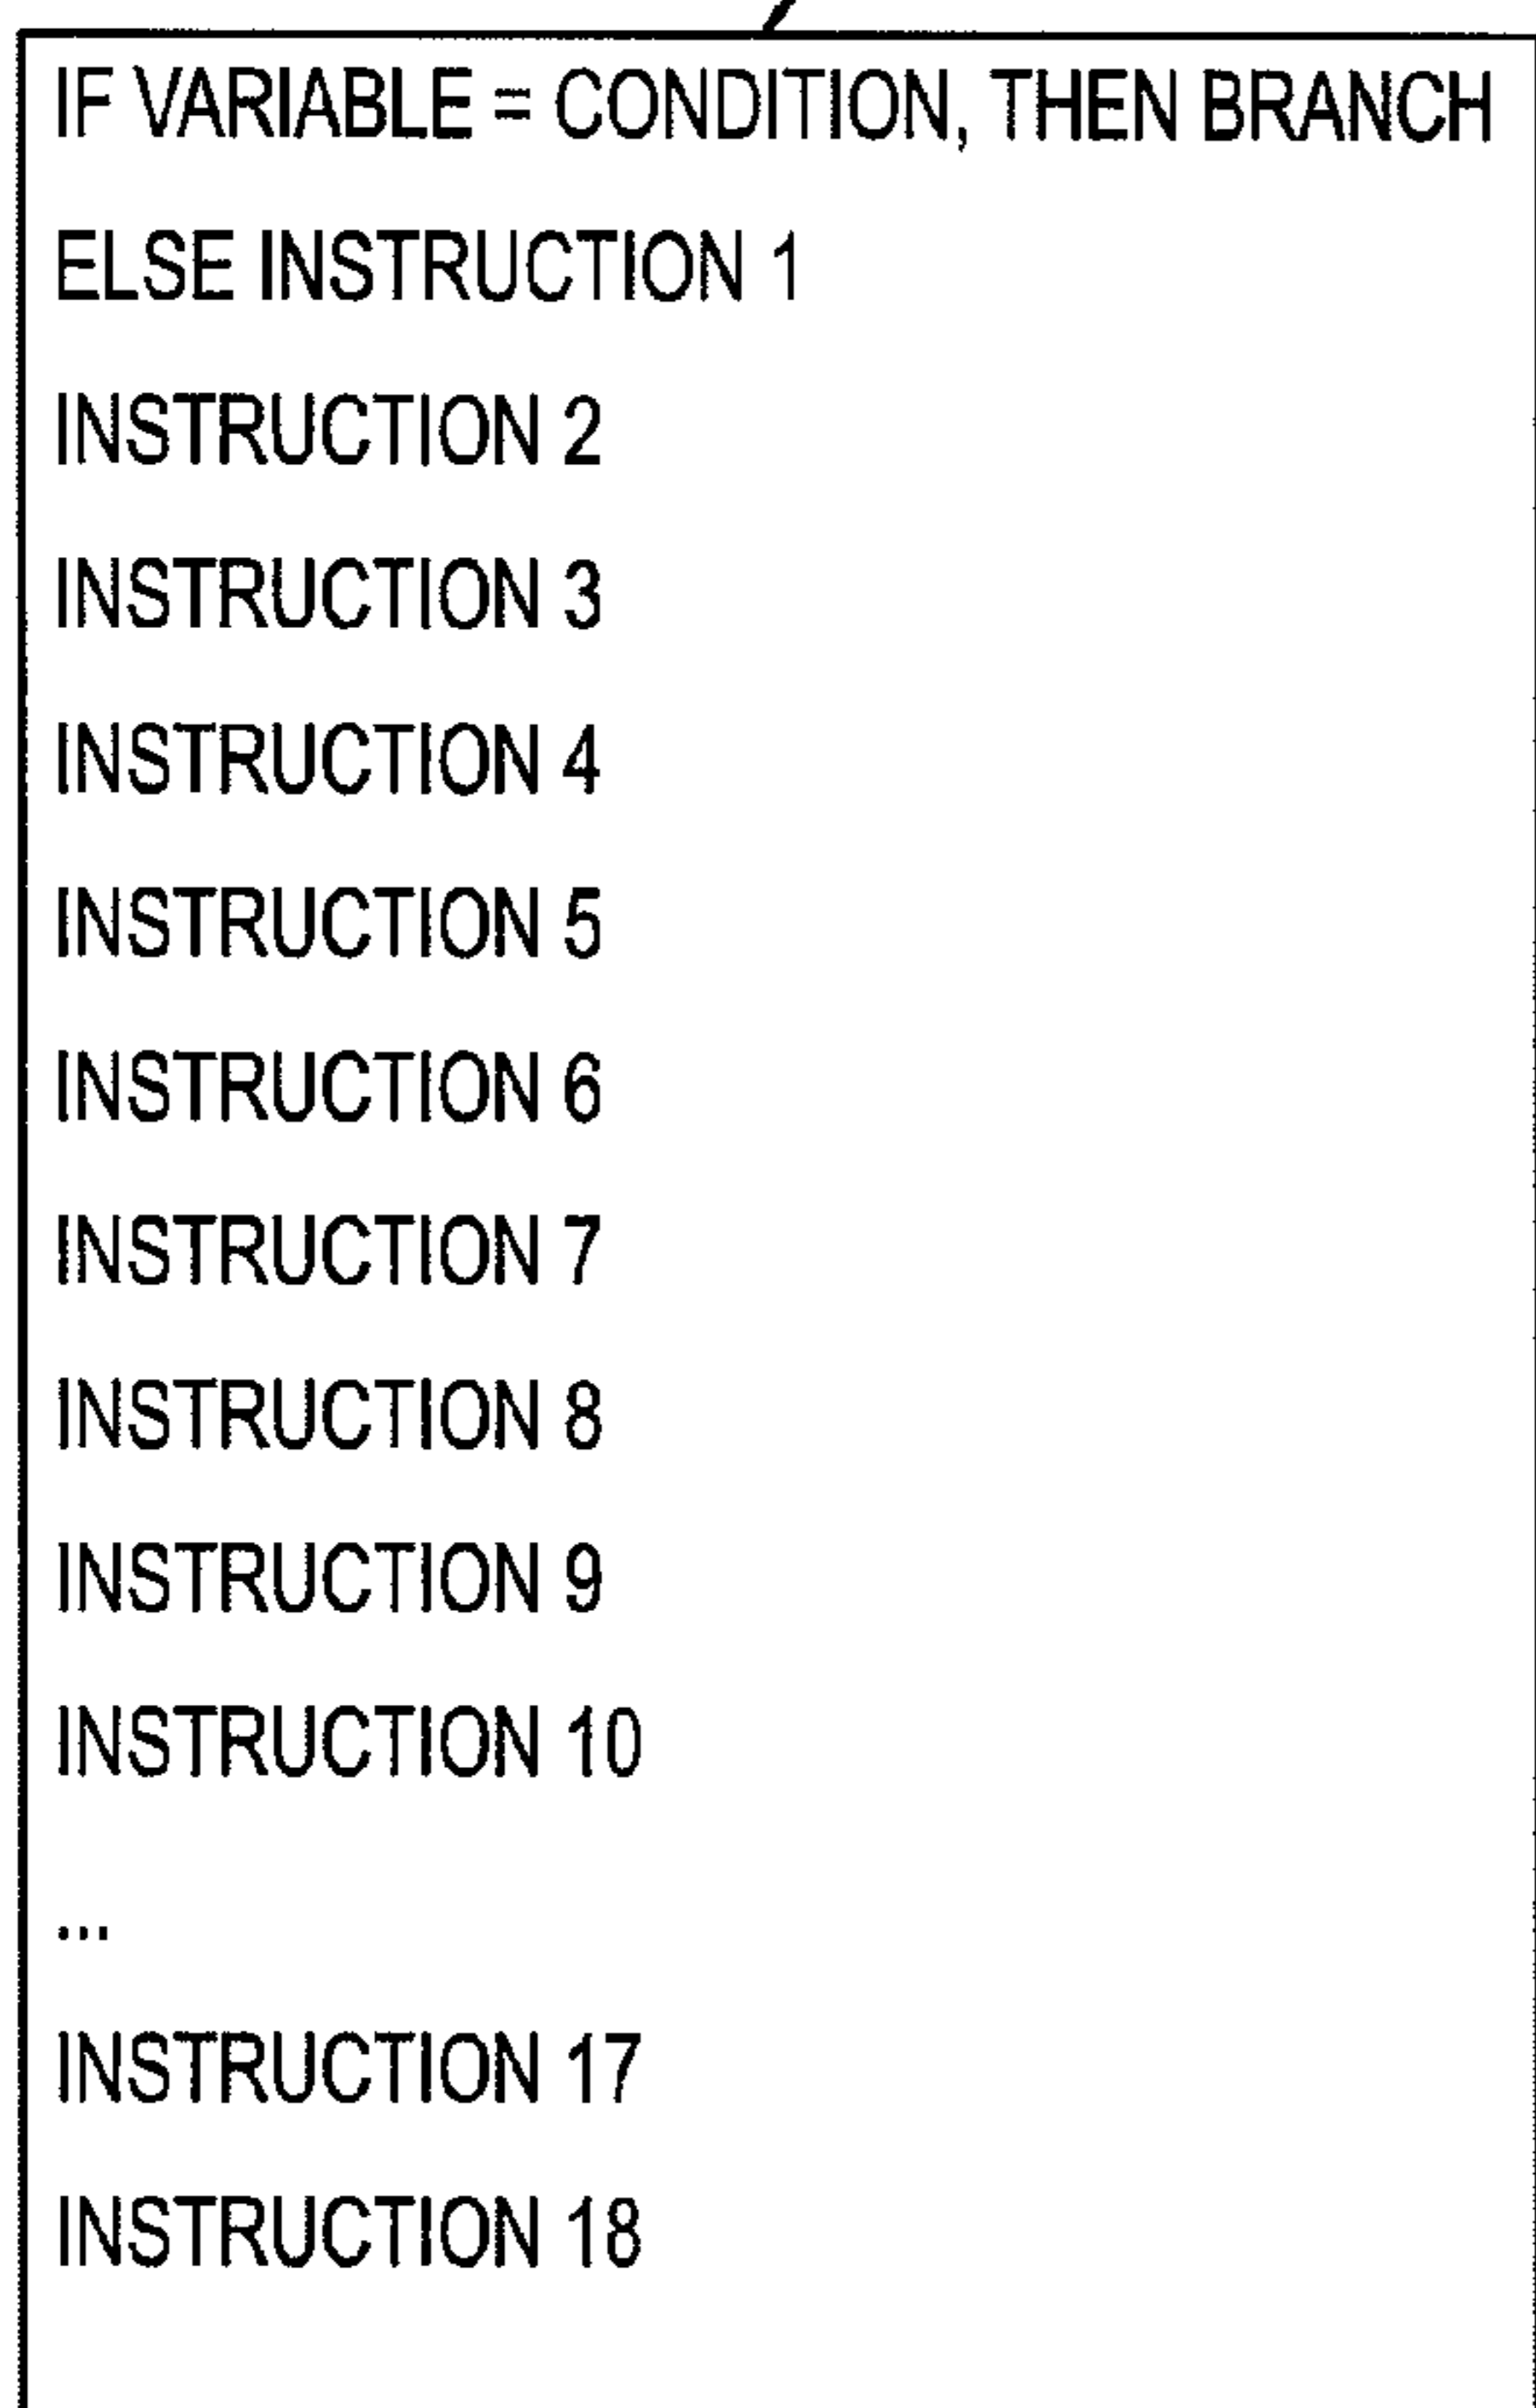 IF VARIABLE = CONDITION, THEN BRANCH
ELSE INSTRUCTION 1
INSTRUCTION 2
INSTRUCTION 3
INSTRUCTION 4
INSTRUCTION 5
INSTRUCTION 6
INSTRUCTION 7
INSTRUCTION 8
INSTRUCTION 9
INSTRUCTION 10
...
INSTRUCTION 17
INSTRUCTION 18